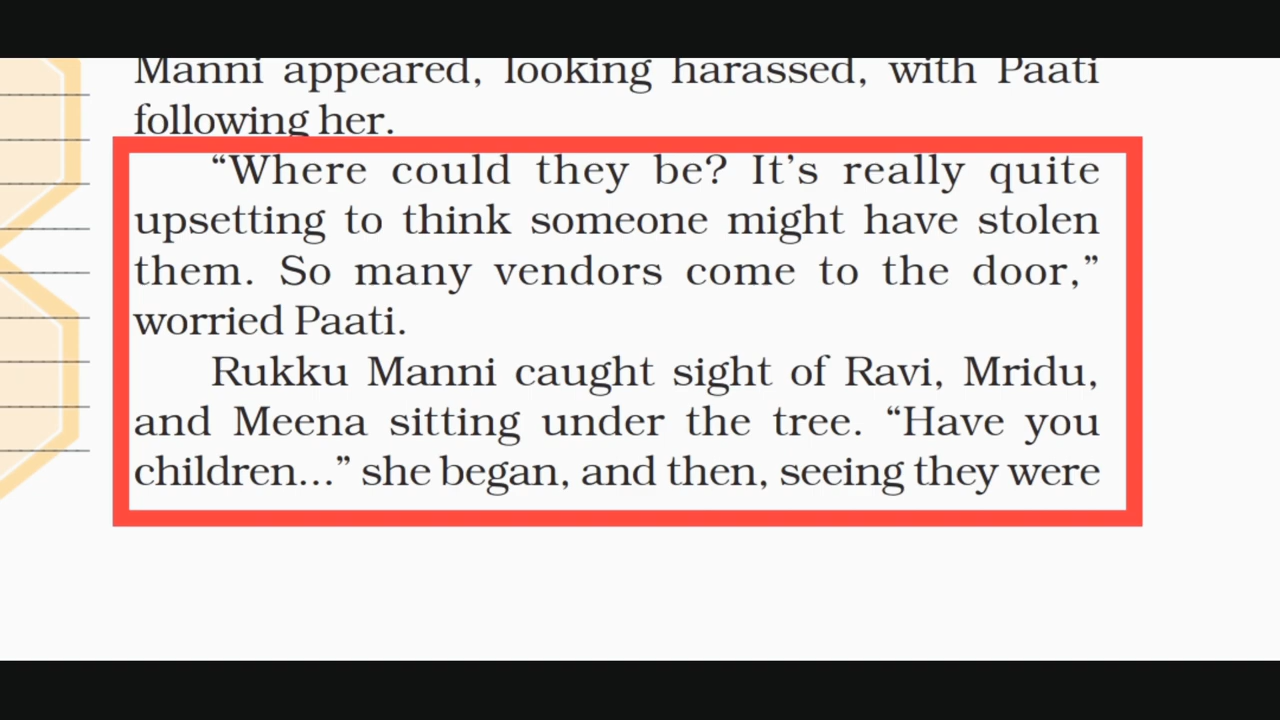 Manni appeared, looking harassed, with Paati
following her.
“Where could they be? It’s really quite
upsetting to think someone might have stolen
them. So many vendors come to the door,”
worried Paati.
Rukku Manni caught sight of Ravi, Mridu,
and Meena sitting under the tree. “Have you
children...” she began, and then, seeing they were